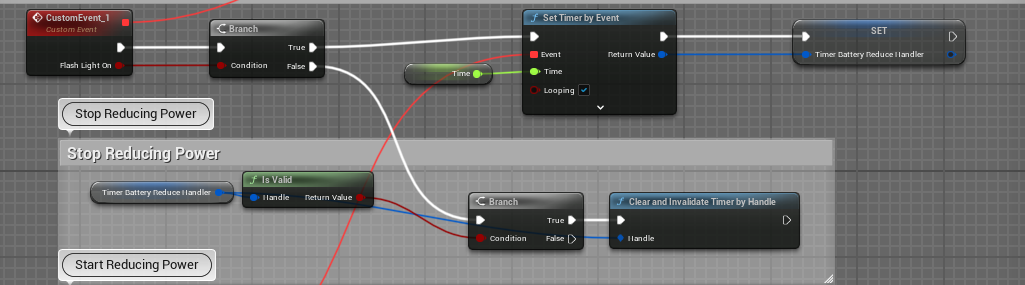 CustomEvent_1
Custom Event
Flash Light On
Branch
True
Condition
False
Time
Set Timer by Event
Event
Return Value
Time
Looping
SET
Timer Battery Reduce Handler
Stop Reducing Power
Stop Reducing Power
Timer Battery Reduce Handler
Is Valid
Handle
Return Value
Branch
True
Condition
False
Clear and Invalidate Timer by Handle
Handle
Start Reducing Power